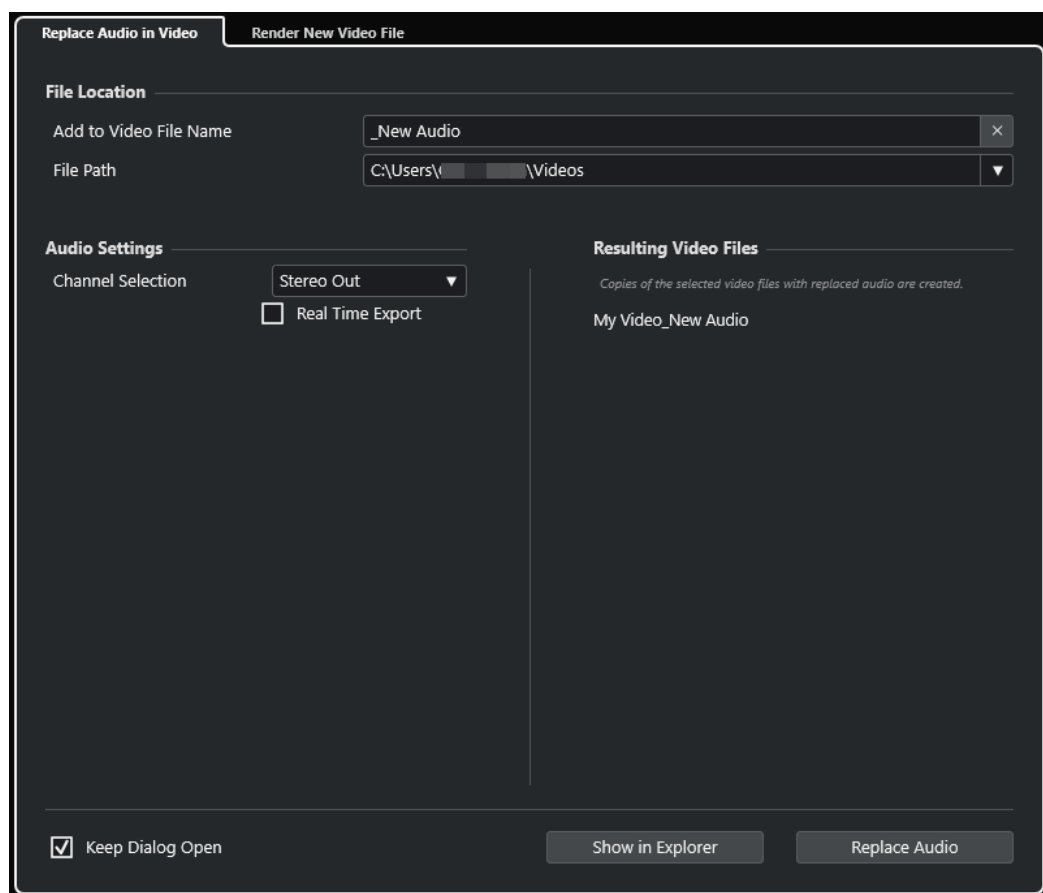 Replace Audio in Video
Render New Video File
File Location
Add to Video File Name
_New Audio
File Path
C:\Users\ \Videos
Audio Settings
Channel Selection
Stereo Out
Real Time Export
Resulting Video Files
Copies of the selected video files with replaced audio are created.
My Video_New Audio
Keep Dialog Open
Show in Explorer
Replace Audio